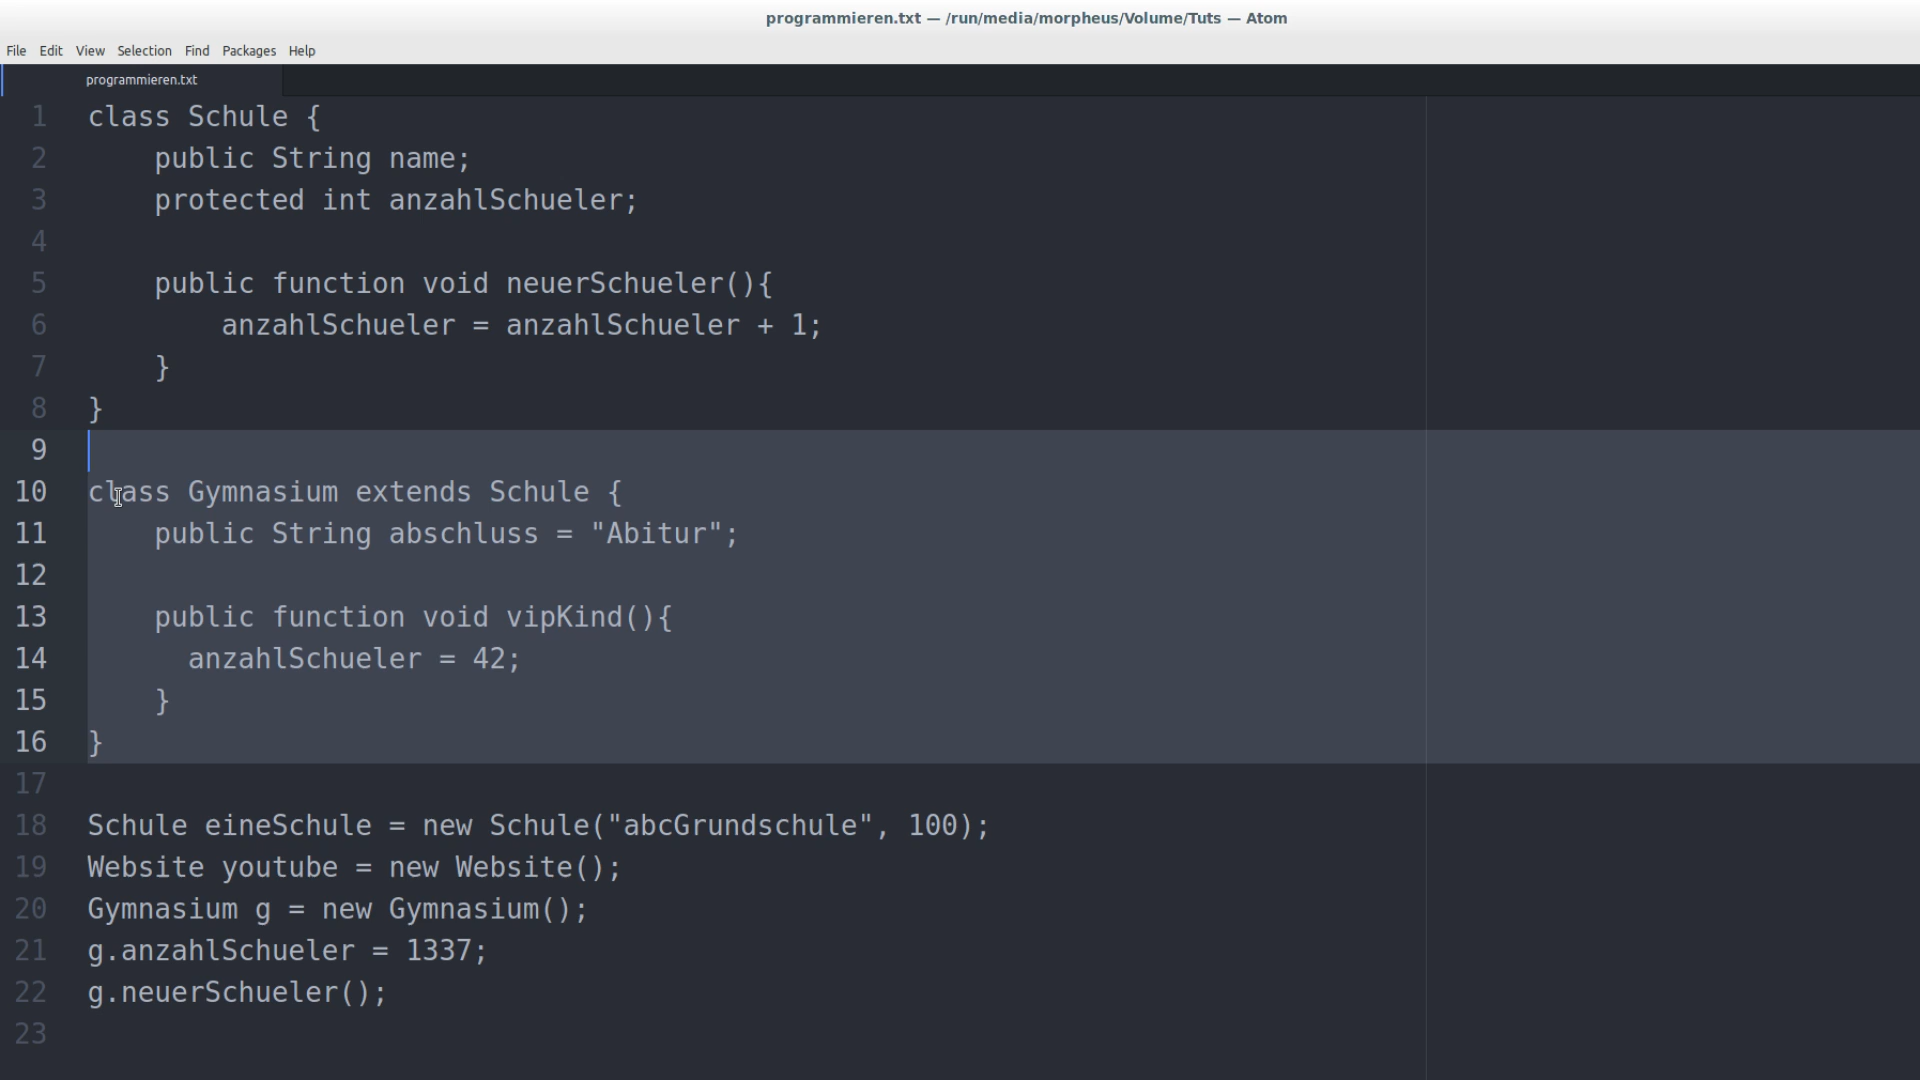 programmieren.txt — /run/media/morpheus/Volume/Tuts — Atom
File Edit View Selection Find Packages Help
programmieren.txt
1 class Schule {
2     public String name;
3     protected int anzahlSchueler;
4
5     public function void neuerSchueler(){
6         anzahlSchueler = anzahlSchueler + 1;
7     }
8 }
9
10 class Gymnasium extends Schule {
11     public String abschluss = "Abitur";
12
13     public function void vipKind(){
14       anzahlSchueler = 42;
15     }
16 }
17
18 Schule eineSchule = new Schule("abcGrundschule", 100);
19 Website youtube = new Website();
20 Gymnasium g = new Gymnasium();
21 g.anzahlSchueler = 1337;
22 g.neuerSchueler();
23